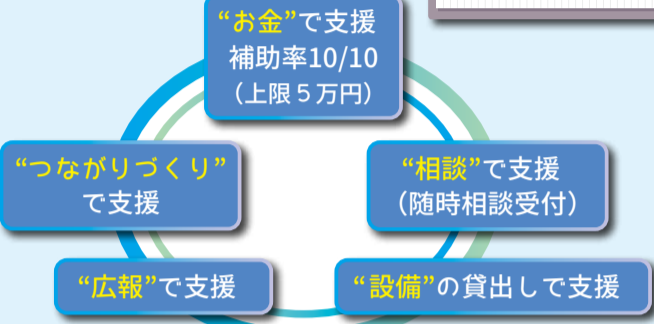 “お金”で支援
補助率10/10
（上限５万円）
“つながりづくり”
で支援
“相談”で支援
（随時相談受付）
“広報”で支援
“設備”の貸出しで支援